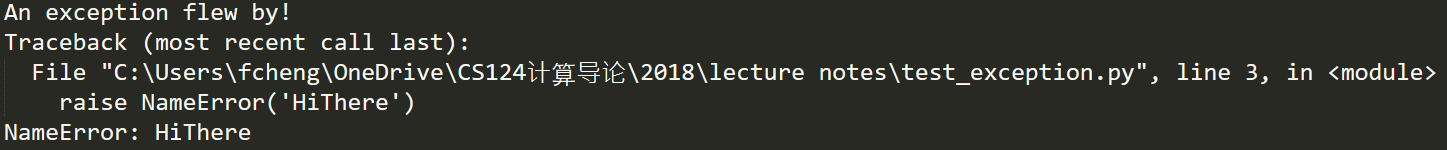 An exception flew by!
Traceback (most recent call last):
  File "C:\Users\fcheng\OneDrive\CS124计算导论\2018\lecture notes\test_exception.py", line 3, in <module>
    raise NameError('HiThere')
NameError: HiThere